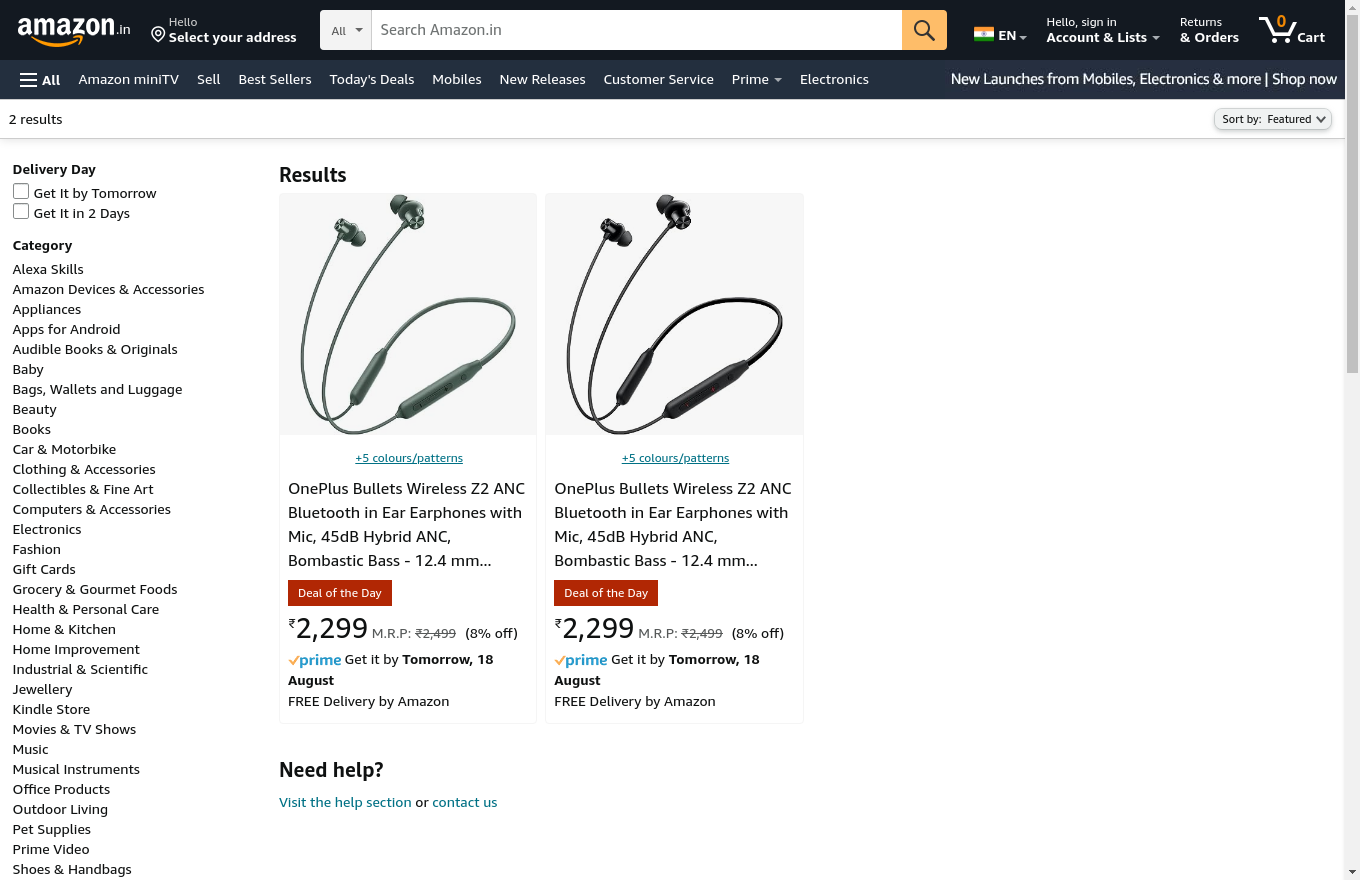 amazon.in
Hello
Select your address
All
Search Amazon.in
EN
Hello, sign in
Account & Lists
Returns
& Orders
0
Cart
All
Amazon miniTV
Sell
Best Sellers
Today's Deals
Mobiles
New Releases
Customer Service
Prime
Electronics
New Launches from Mobiles, Electronics & more | Shop now
2 results
Sort by: Featured
Delivery Day
Get It by Tomorrow
Get It in 2 Days
Category
Alexa Skills
Amazon Devices & Accessories
Appliances
Apps for Android
Audible Books & Originals
Baby
Bags, Wallets and Luggage
Beauty
Books
Car & Motorbike
Clothing & Accessories
Collectibles & Fine Art
Computers & Accessories
Electronics
Fashion
Gift Cards
Grocery & Gourmet Foods
Health & Personal Care
Home & Kitchen
Home Improvement
Industrial & Scientific
Jewellery
Kindle Store
Movies & TV Shows
Music
Musical Instruments
Office Products
Outdoor Living
Pet Supplies
Prime Video
Shoes & Handbags
Results
+5 colours/patterns
OnePlus Bullets Wireless Z2 ANC
Bluetooth in Ear Earphones with
Mic, 45dB Hybrid ANC,
Bombastic Bass - 12.4 mm...
Deal of the Day
₹2,299 M.R.P: ₹2,499 (8% off)
prime Get it by Tomorrow, 18
August
FREE Delivery by Amazon
+5 colours/patterns
OnePlus Bullets Wireless Z2 ANC
Bluetooth in Ear Earphones with
Mic, 45dB Hybrid ANC,
Bombastic Bass - 12.4 mm...
Deal of the Day
₹2,299 M.R.P: ₹2,499 (8% off)
prime Get it by Tomorrow, 18
August
FREE Delivery by Amazon
Need help?
Visit the help section or contact us